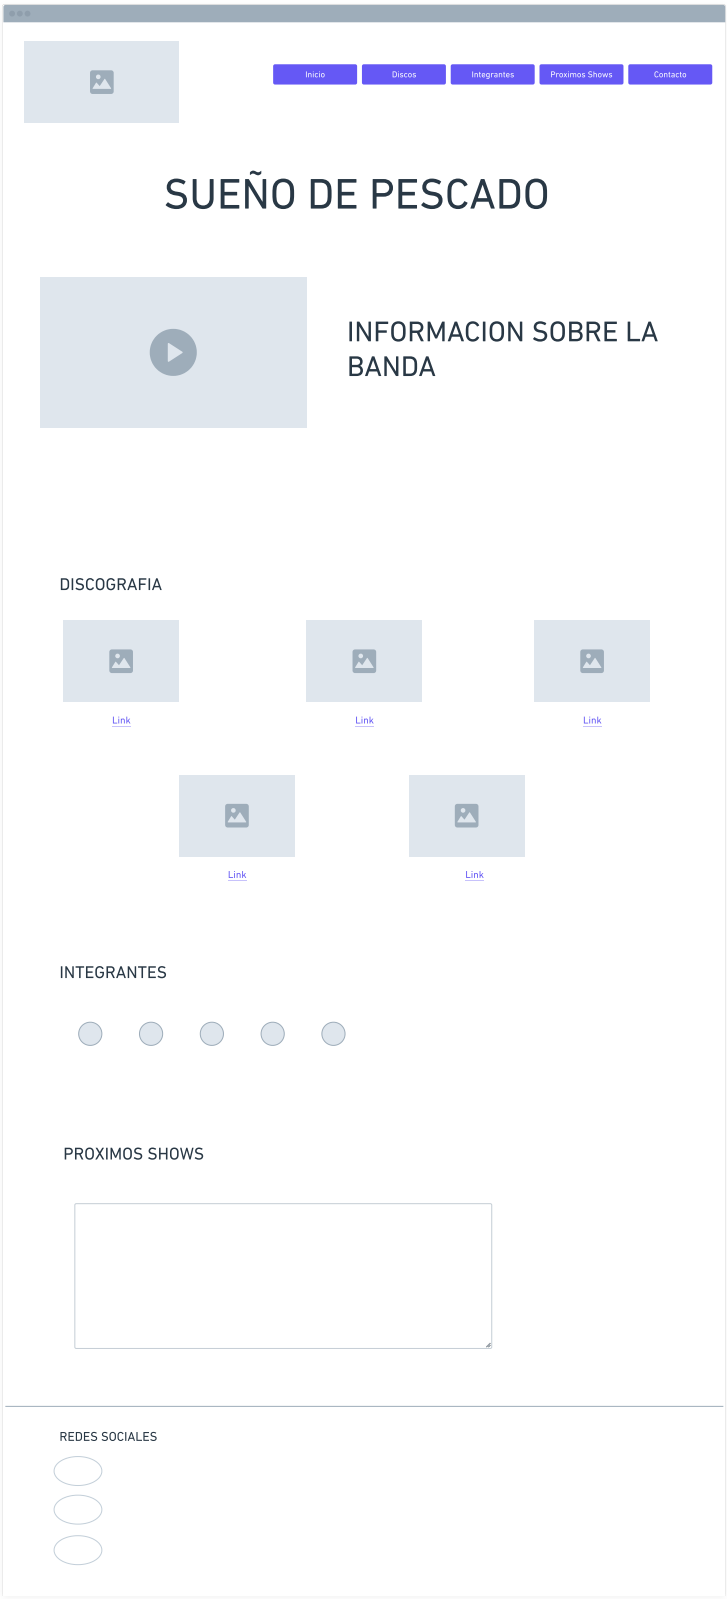 Inicio
Discos
Integrantes
Proximos Shows
Contacto
SUEÑO DE PESCADO
INFORMACION SOBRE LA
BANDA
DISCOGRAFIA
Link
Link
Link
Link
Link
INTEGRANTES
PROXIMOS SHOWS
REDES SOCIALES